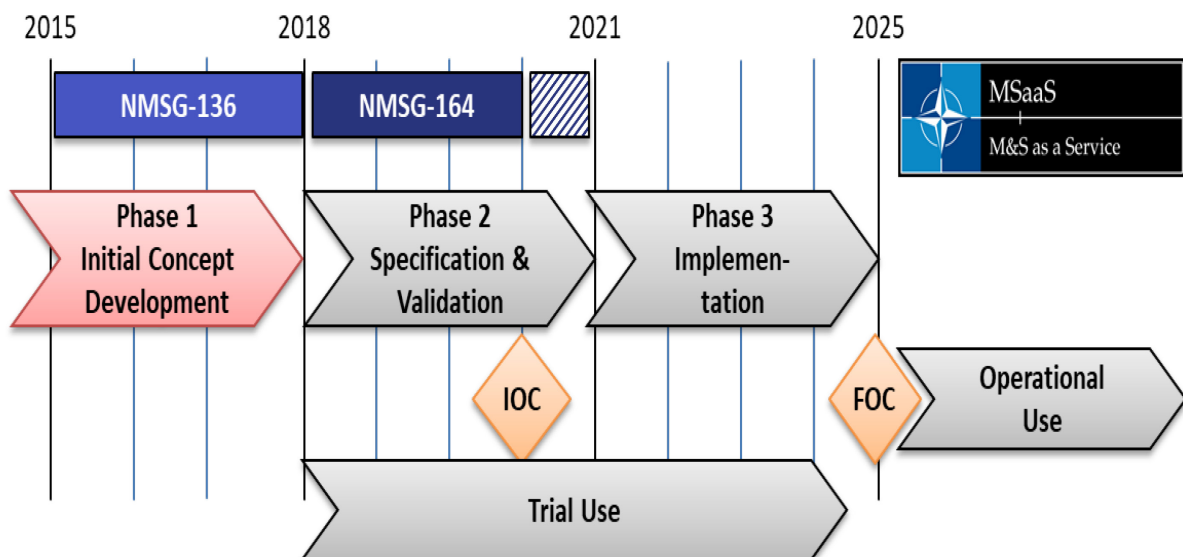 2015
2018
2021
2025
NMSG-136
NMSG-164
MSaaS
M&S as a Service
Phase 1
Initial Concept
Development
Phase 2
Specification &
Validation
Phase 3
Implemen-
tation
IOC
FOC
Operational
Use
Trial Use